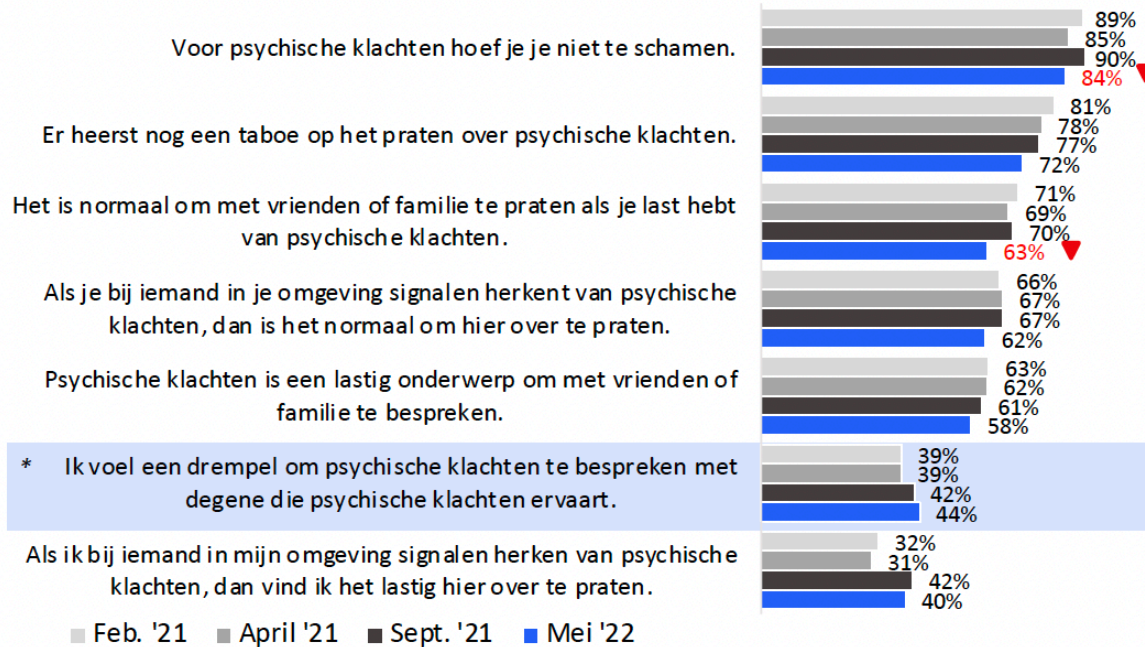 Voor psychische klachten hoef je je niet te schamen.
89%
85%
90%
84%
Er heerst nog een taboe op het praten over psychische klachten.
81%
78%
77%
72%
Het is normaal om met vrienden of familie te praten als je last hebt
van psychische klachten.
71%
69%
70%
63%
Als je bij iemand in je omgeving signalen herkent van psychische
klachten, dan is het normaal om hier over te praten.
66%
67%
67%
62%
Psychische klachten is een lastig onderwerp om met vrienden of
familie te bespreken.
63%
62%
61%
58%
* Ik voel een drempel om psychische klachten te bespreken met
degene die psychische klachten ervaart.
39%
39%
42%
44%
Als ik bij iemand in mijn omgeving signalen herken van psychische
klachten, dan vind ik het lastig hier over te praten.
32%
31%
42%
40%
Feb. '21 April '21 Sept. '21 Mei '22